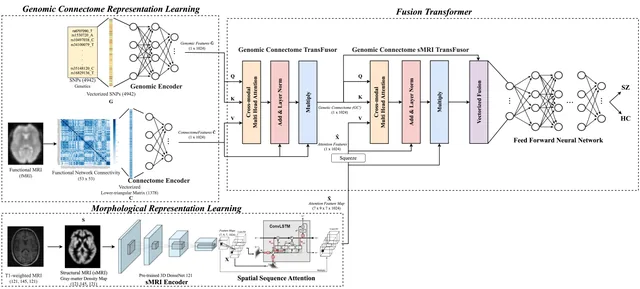 Genomic Connectome Representation Learning
Fusion Transformer
SNPs (4942)
Genetics
Vectorized SNPs (4942)
G
Genomic Encoder
Genomic Features Ĝ
(1 x 1024)
Functional MRI
(fMRI)
Functional Network Connectivity
(53 x 53)
Vectorized
Lower-triangular Matrix (1378)
C
Connectome Encoder
(1 x 1024)
Genomic Connectome TransFusor
Q
K
V
Cross-modal
Multi Head Attention
Add & Layer Norm
Multiply
Genomic Connectome sMRI TransFusor
Q
K
V
Genetic Connectome (GC)
(1 x 1024)
Attention Features
(1 x 1024)
Squeeze
Cross-modal
Multi Head Attention
Add & Layer Norm
Multiply
Vectorized Fusion
Feed Forward Neural Network
SZ
HC
Attention Feature Map
(7 x 9 x 7 x 1024)
Morphological Representation Learning
T1-weighted MRI
(121, 145, 121)
S
Structural MRI (sMRI)
Gray-matter Density Map
(121,145, 121)
Pre-trained 3D DenseNet 121
sMRI Encoder
Feature Map
X
ConvLSTM
Spatial Sequence Attention